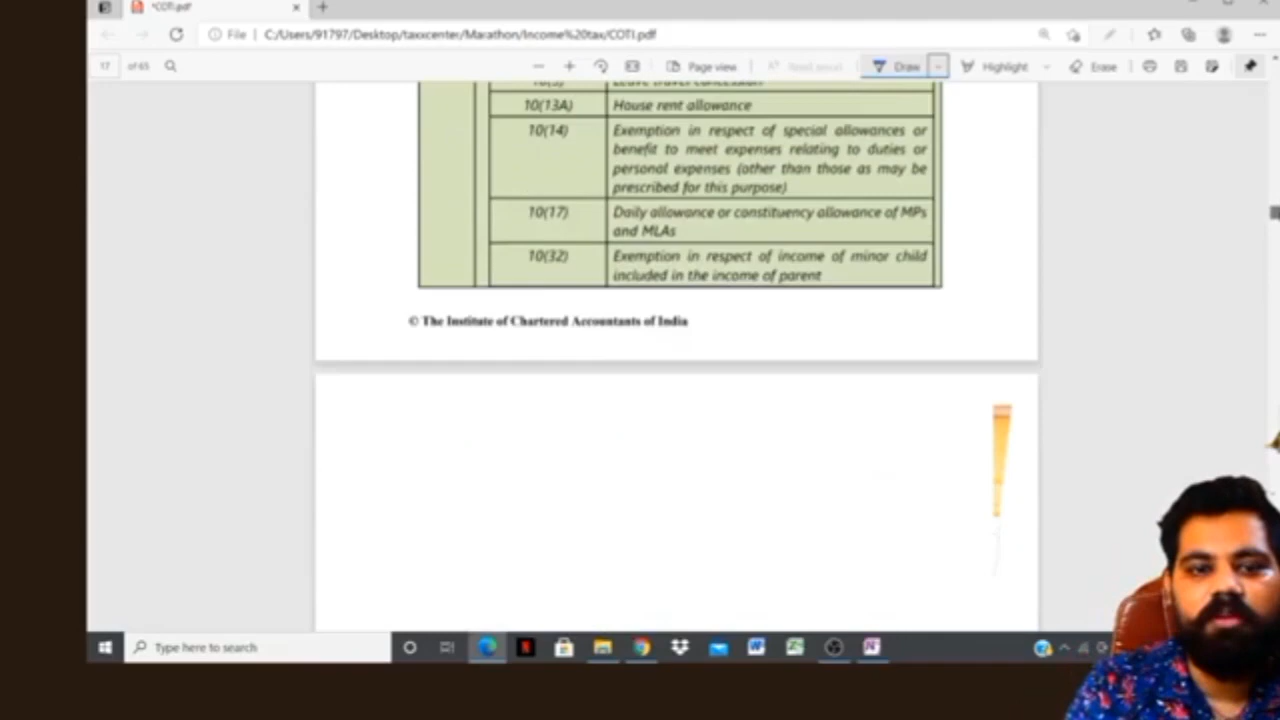 *COTI.pdf
File | C:/Users/91797/Desktop/taxxcenter/Marathon/Income%20tax/COTI.pdf
17 of 65 Page view Draw Highlight Erase
Leave travel concession
10(13A) House rent allowance
10(14) Exemption in respect of special allowances or
benefit to meet expenses relating to duties or
personal expenses (other than those as may be
prescribed for this purpose)
10(17) Daily allowance or constituency allowance of MPs
and MLAs
10(32) Exemption in respect of income of minor child
included in the income of parent
© The Institute of Chartered Accountants of India
Type here to search